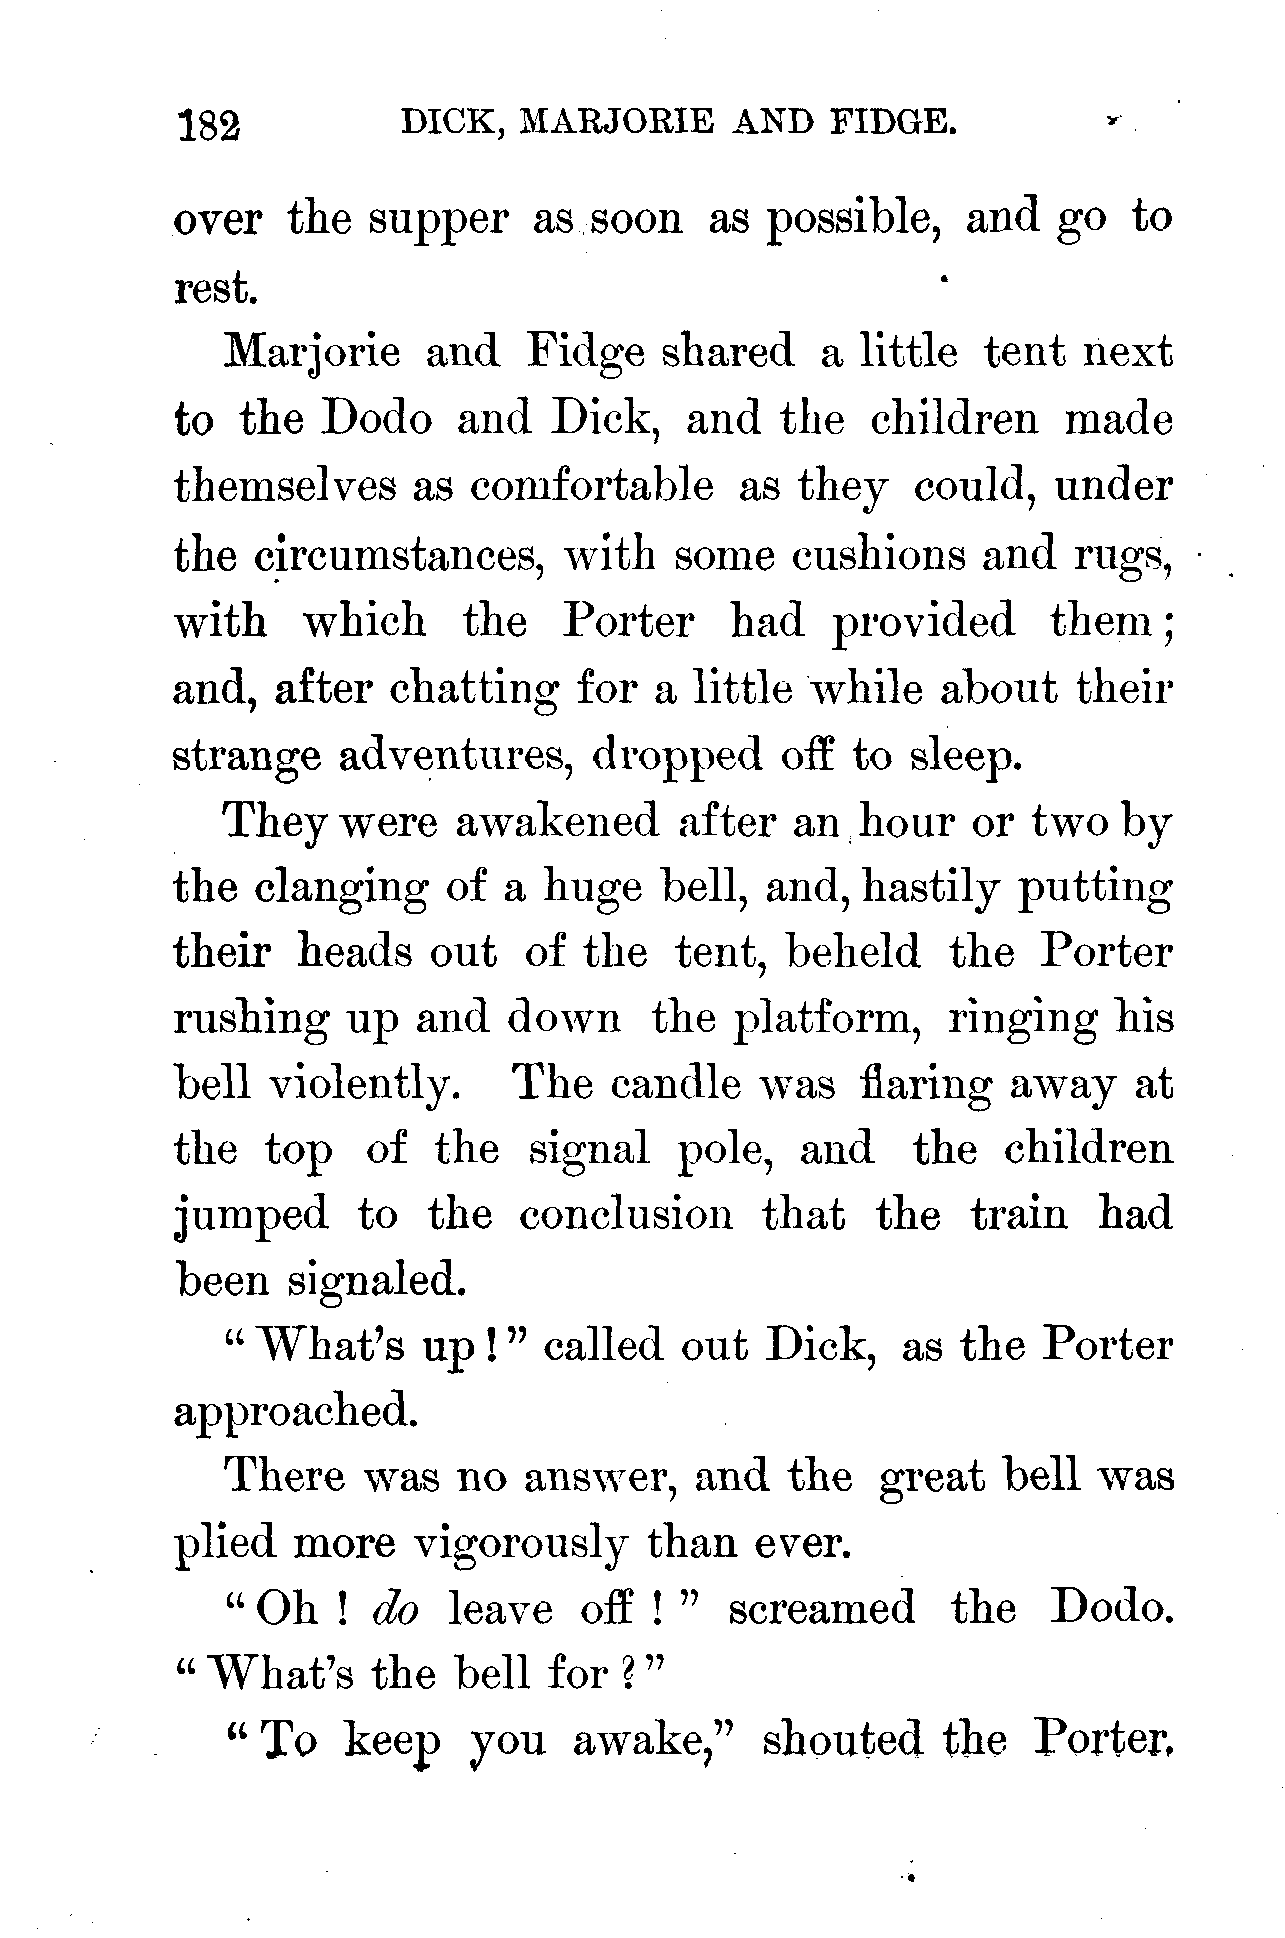 182 DICK, MARJORIE AND FIDGE.
over the supper as soon as possible, and go to
rest.
Marjorie and Fidge shared a little tent next
to the Dodo and Dick, and the children made
themselves as comfortable as they could, under
the circumstances, with some cushions and rugs,
with which the Porter had provided them;
and, after chatting for a little while about their
strange adventures, dropped off to sleep.
They were awakened after an hour or two by
the clanging of a huge bell, and, hastily putting
their heads out of the tent, beheld the Porter
rushing up and down the platform, ringing his
bell violently. The candle was flaring away at
the top of the signal pole, and the children
jumped to the conclusion that the train had
been signaled.
"What's up!" called out Dick, as the Porter
approached.
There was no answer, and the great bell was
plied more vigorously than ever.
"Oh! do leave off!" screamed the Dodo.
"What's the bell for?"
"To keep you awake," shouted the Porter.